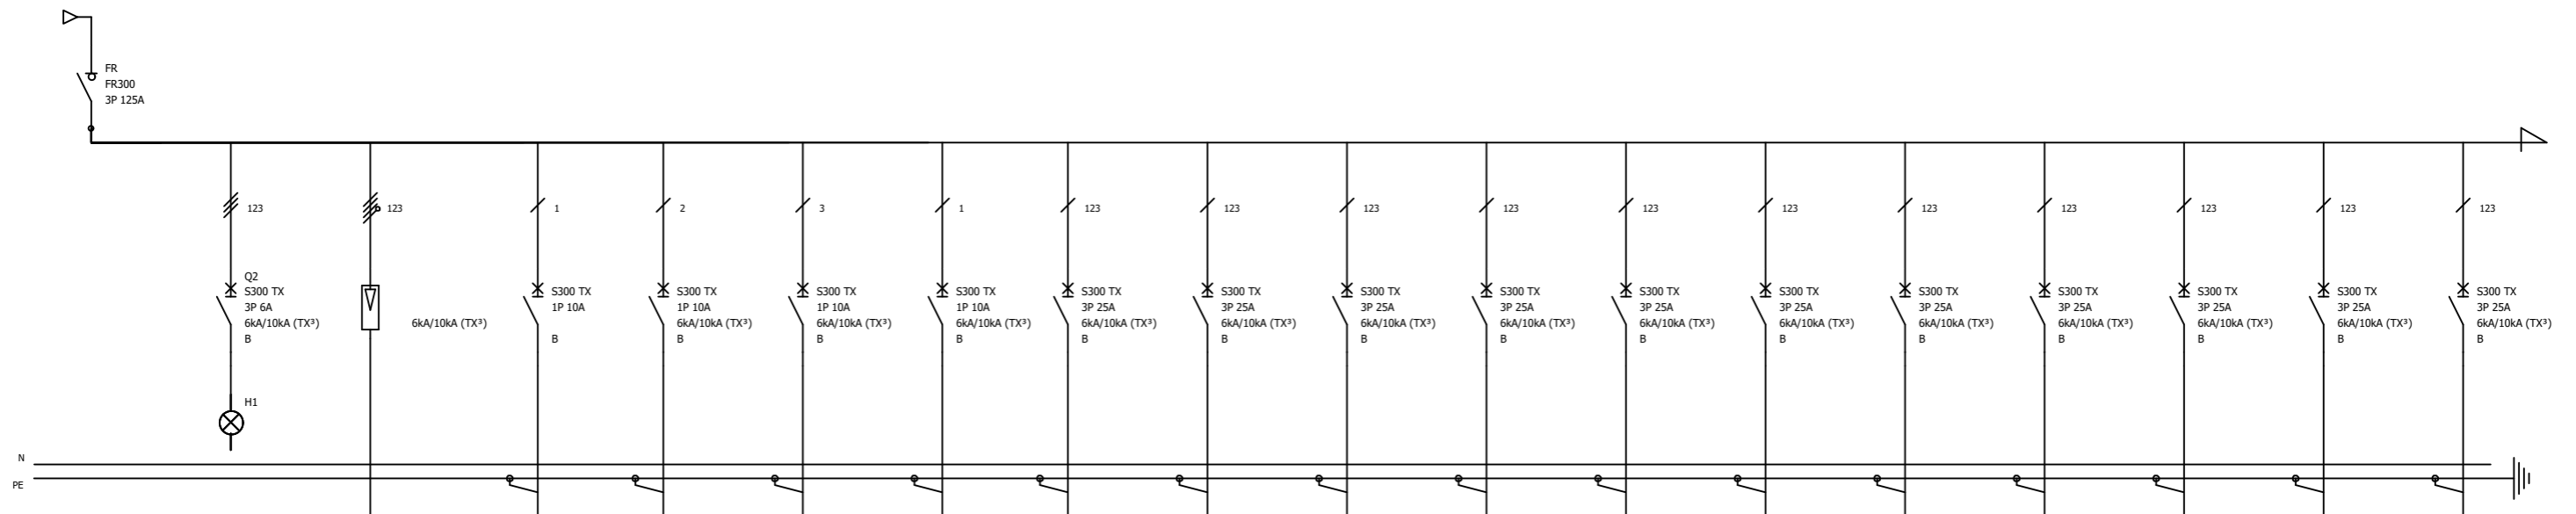 FR
FR300
3P 125A
123
123
1
2
3
1
123
123
123
123
123
123
123
123
123
123
123
Q2
S300 TX
3P 6A
6kA/10kA (TX³)
B
6kA/10kA (TX³)
S300 TX
1P 10A
B
S300 TX
1P 10A
6kA/10kA (TX³)
B
S300 TX
1P 10A
6kA/10kA (TX³)
B
S300 TX
1P 10A
6kA/10kA (TX³)
B
S300 TX
3P 25A
6kA/10kA (TX³)
B
S300 TX
3P 25A
6kA/10kA (TX³)
B
S300 TX
3P 25A
6kA/10kA (TX³)
B
S300 TX
3P 25A
6kA/10kA (TX³)
B
S300 TX
3P 25A
6kA/10kA (TX³)
B
S300 TX
3P 25A
6kA/10kA (TX³)
B
S300 TX
3P 25A
6kA/10kA (TX³)
B
S300 TX
3P 25A
6kA/10kA (TX³)
B
S300 TX
3P 25A
6kA/10kA (TX³)
B
S300 TX
3P 25A
6kA/10kA (TX³)
B
S300 TX
3P 25A
6kA/10kA (TX³)
B
H1
N
PE